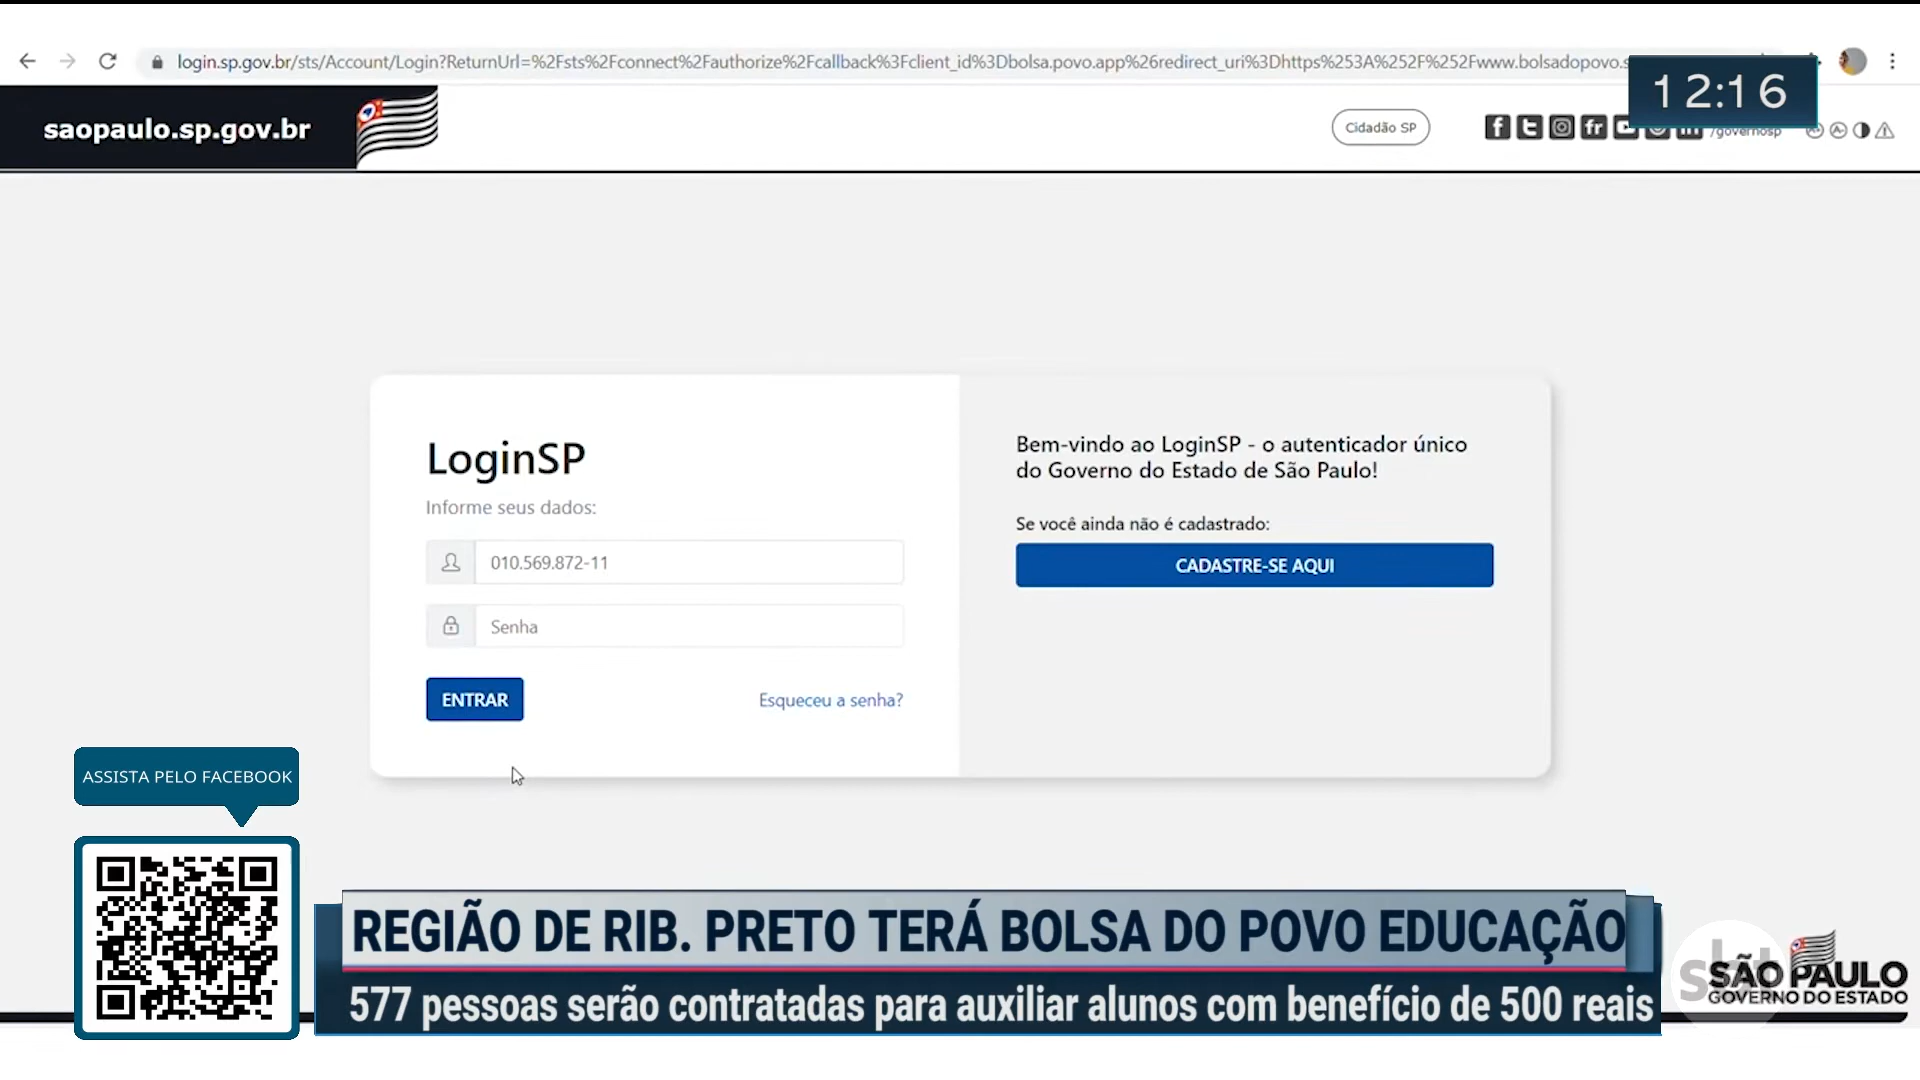 login.sp.gov.br/sts/Account/Login?ReturnUrl=%2Fsts%2Fconnect%2Fauthorize%2Fcallback%3Fclient_id%3Dbolsa.povo.app%26redirect_uri%3Dhttps%253A%252F%252Fwww.bolsadopovo.s
12:16
saopaulo.sp.gov.br
Cidadão SP
/governosp
LoginSP
Informe seus dados:
010.569.872-11
Senha
ENTRAR
Esqueceu a senha?
Bem-vindo ao LoginSP - o autenticador único
do Governo do Estado de São Paulo!
Se você ainda não é cadastrado:
CADASTRE-SE AQUI
ASSISTA PELO FACEBOOK
REGIÃO DE RIB. PRETO TERÁ BOLSA DO POVO EDUCAÇÃO
577 pessoas serão contratadas para auxiliar alunos com benefício de 500 reais
sbt
SÃO PAULO
GOVERNO DO ESTADO